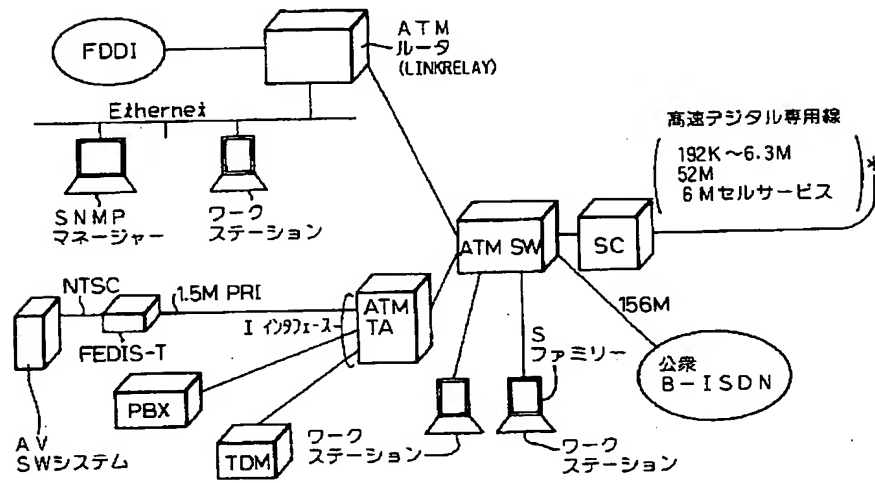 ATM
ルータ
(LINKRELAY)
FDDI
Ethernet
SNMP
マネージャー
ワーク
ステーション
高速デジタル専用線
192K～6.3M
52M
6Mセルサービス
*
ATM SW
SC
NTSC
1.5M PRI
I インタフェース
ATM
TA
FEDIS-T
156M
S
ファミリー
公衆
B-ISDN
PBX
TDM
AV
SWシステム
ワーク
ステーション
ワーク
ステーション